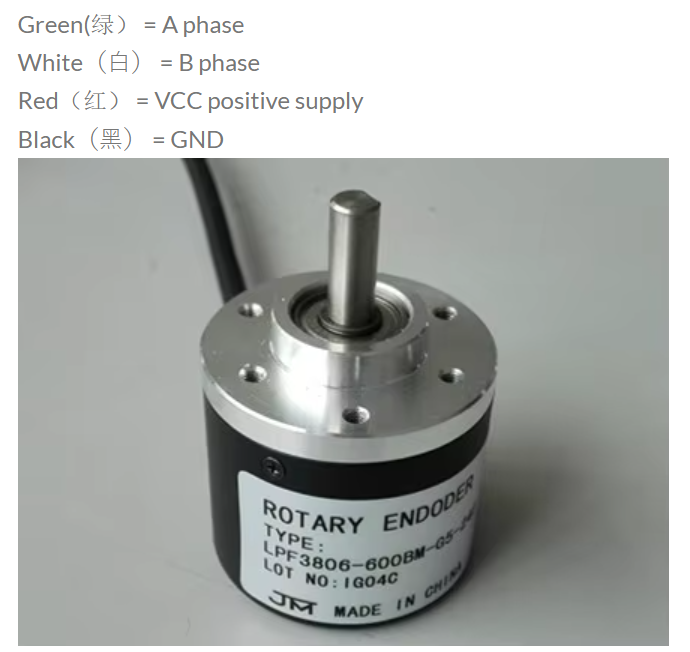 Green(绿） = A phase
White（白） = B phase
Red（红） = VCC positive supply
Black（黑） = GND
ROTARY ENDODER
TYPE:
LPF3806-600BM-G5-24
LOT NO:IG04C
JM MADE IN CHINA